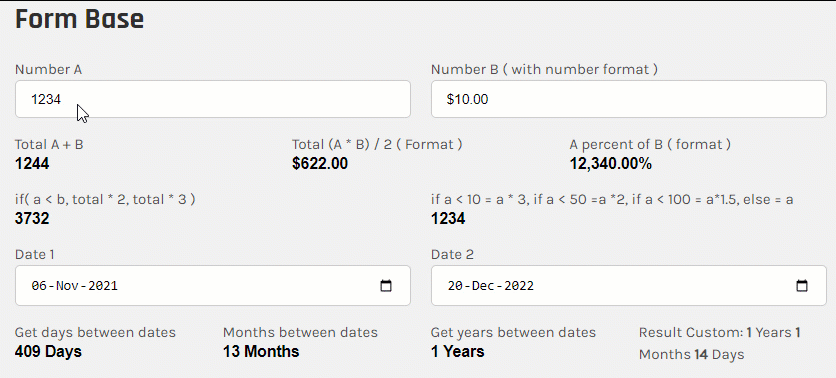 Form Base
Number A
Number B ( with number format )
1234
$10.00
Total A + B
Total (A * B) / 2 ( Format )
A percent of B ( format )
1244
$622.00
12,340.00%
if( a < b, total * 2, total * 3 )
if a < 10 = a * 3, if a < 50 =a *2, if a < 100 = a*1.5, else = a
3732
1234
Date 1
Date 2
06-Nov-2021
20-Dec-2022
Get days between dates
Months between dates
Get years between dates
Result Custom: 1 Years 1
409 Days
13 Months
1 Years
Months 14 Days